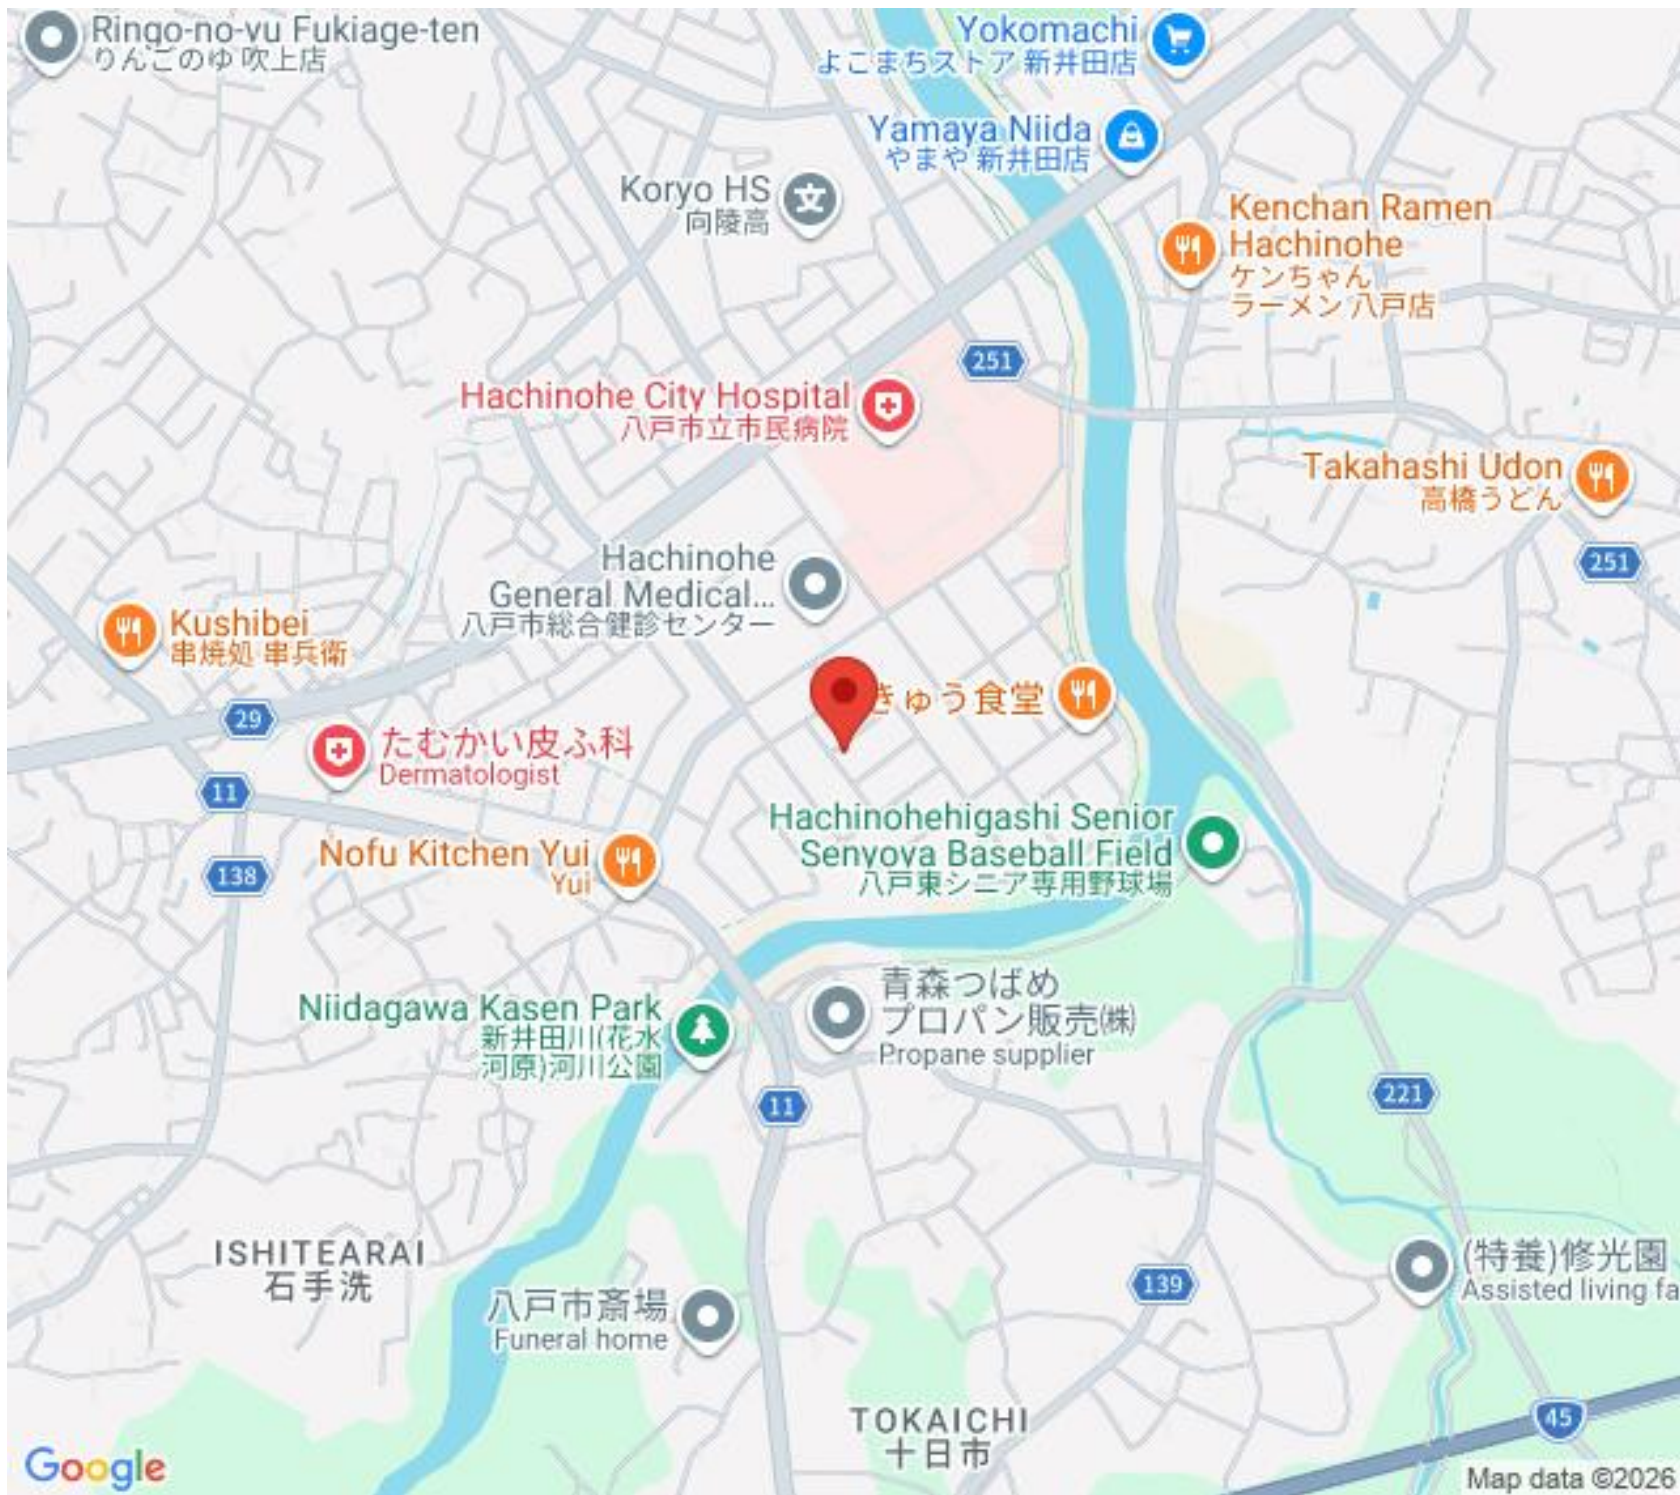 Ringo-no-yu Fukiage-ten
りんごのゆ 吹上店
Yokomachi
よこまちストア 新井田店
Yamaya Niida
やまや 新井田店
Koryo HS
向陵高
Kenchan Ramen
Hachinohe
ケンちゃん
ラーメン 八戸店
251
Hachinohe City Hospital
八戸市立市民病院
Takahashi Udon
高橋うどん
251
Hachinohe
General Medical...
八戸市総合健診センター
Kushibei
串焼処 串兵衛
きゅう食堂
29
たむかい皮ふ科
Dermatologist
11
138
Nofu Kitchen Yui
Yui
Hachinohehigashi Senior
Senyoya Baseball Field
八戸東シニア専用野球場
Niidagawa Kasen Park
新井田川(花水
河原)河川公園
青森つばめ
プロパン販売㈱
Propane supplier
11
221
ISHITEARAI
石手洗
139
(特養)修光園
Assisted living fa
八戸市斎場
Funeral home
TOKAICHI
十日市
45
Google
Map data ©2026